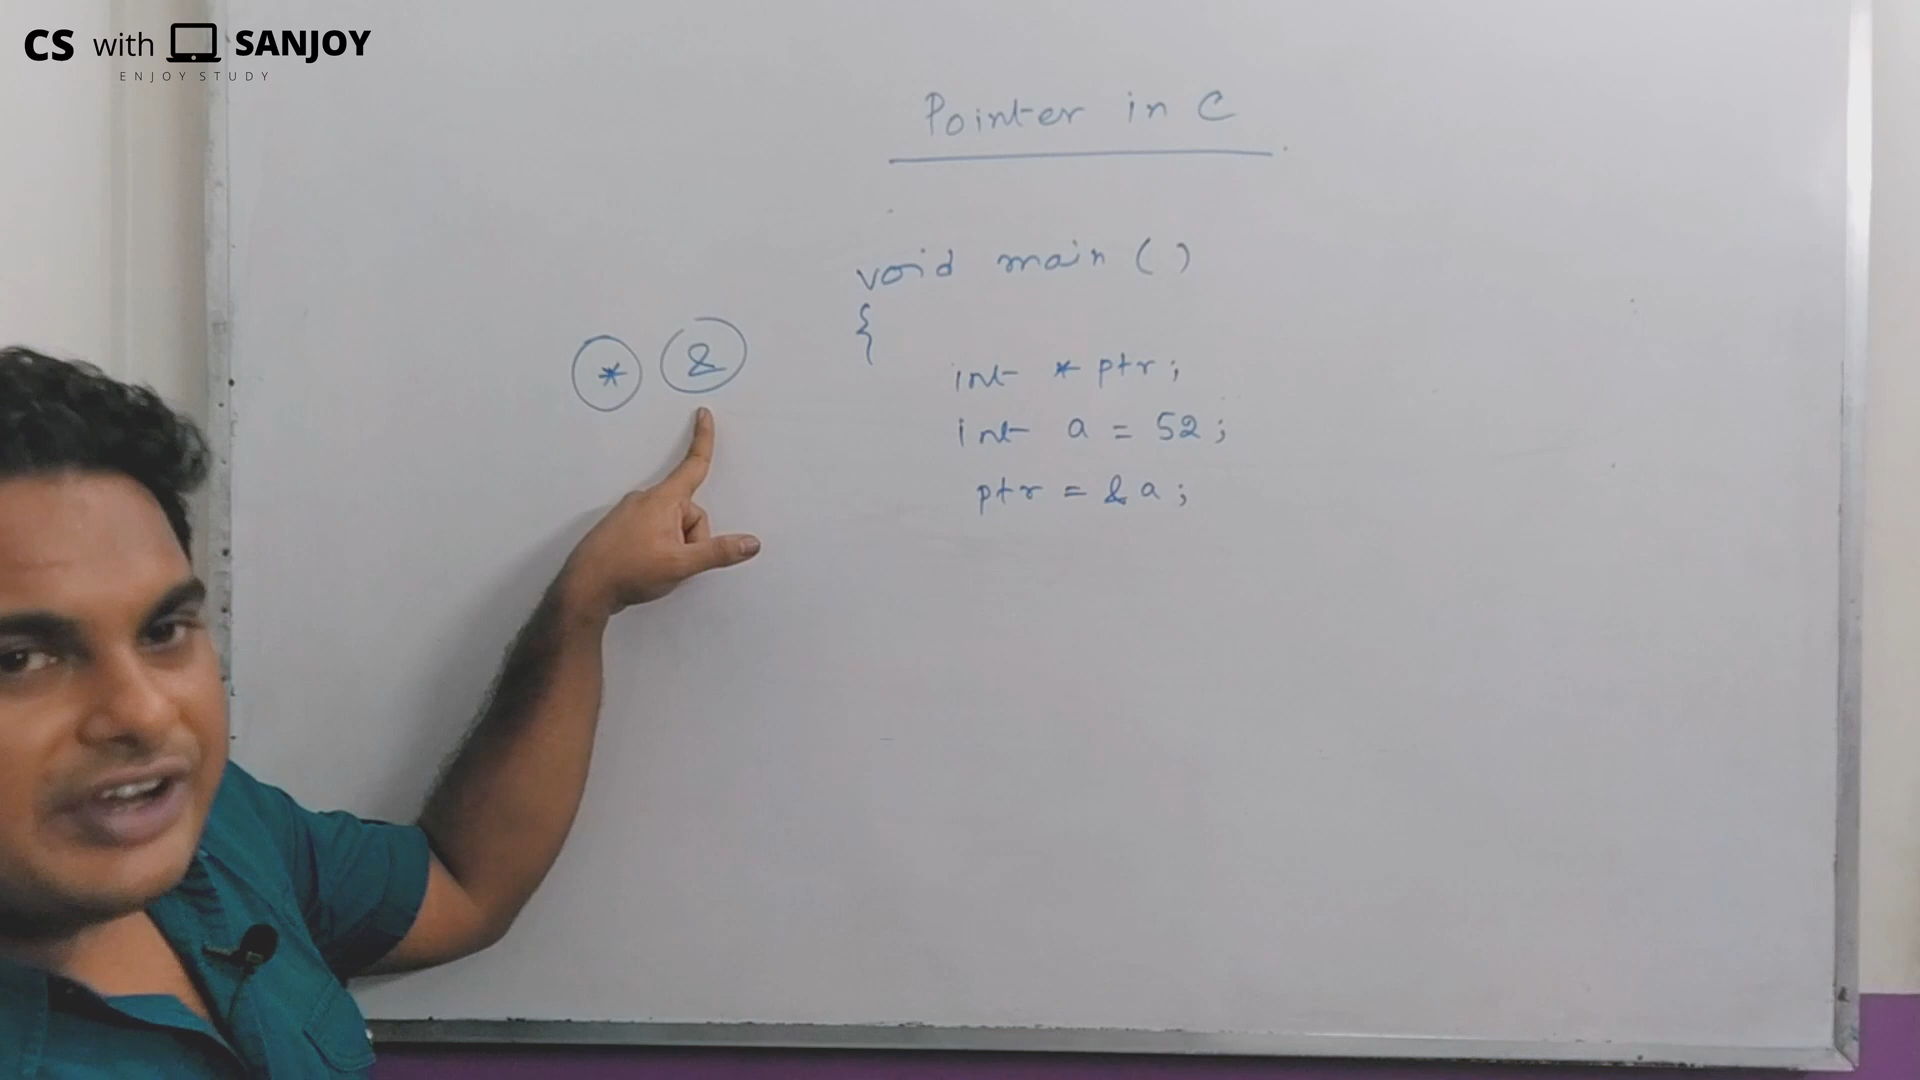 CS with SANJOY
ENJOY STUDY
Pointer in C
void main ( )
{
* &
int * ptr ;
int a = 52 ;
ptr = & a ;